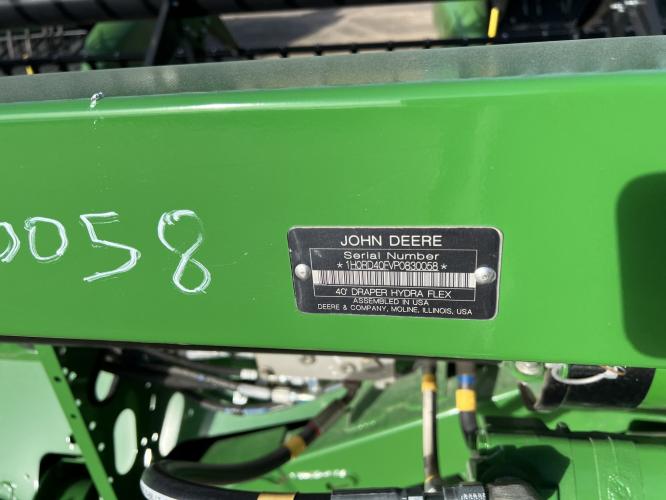 0058
JOHN DEERE
Serial Number
*1H0RD40FVP0830058*
40' DRAPER HYDRA FLEX
ASSEMBLED IN USA
DEERE & COMPANY, MOLINE, ILLINOIS, USA